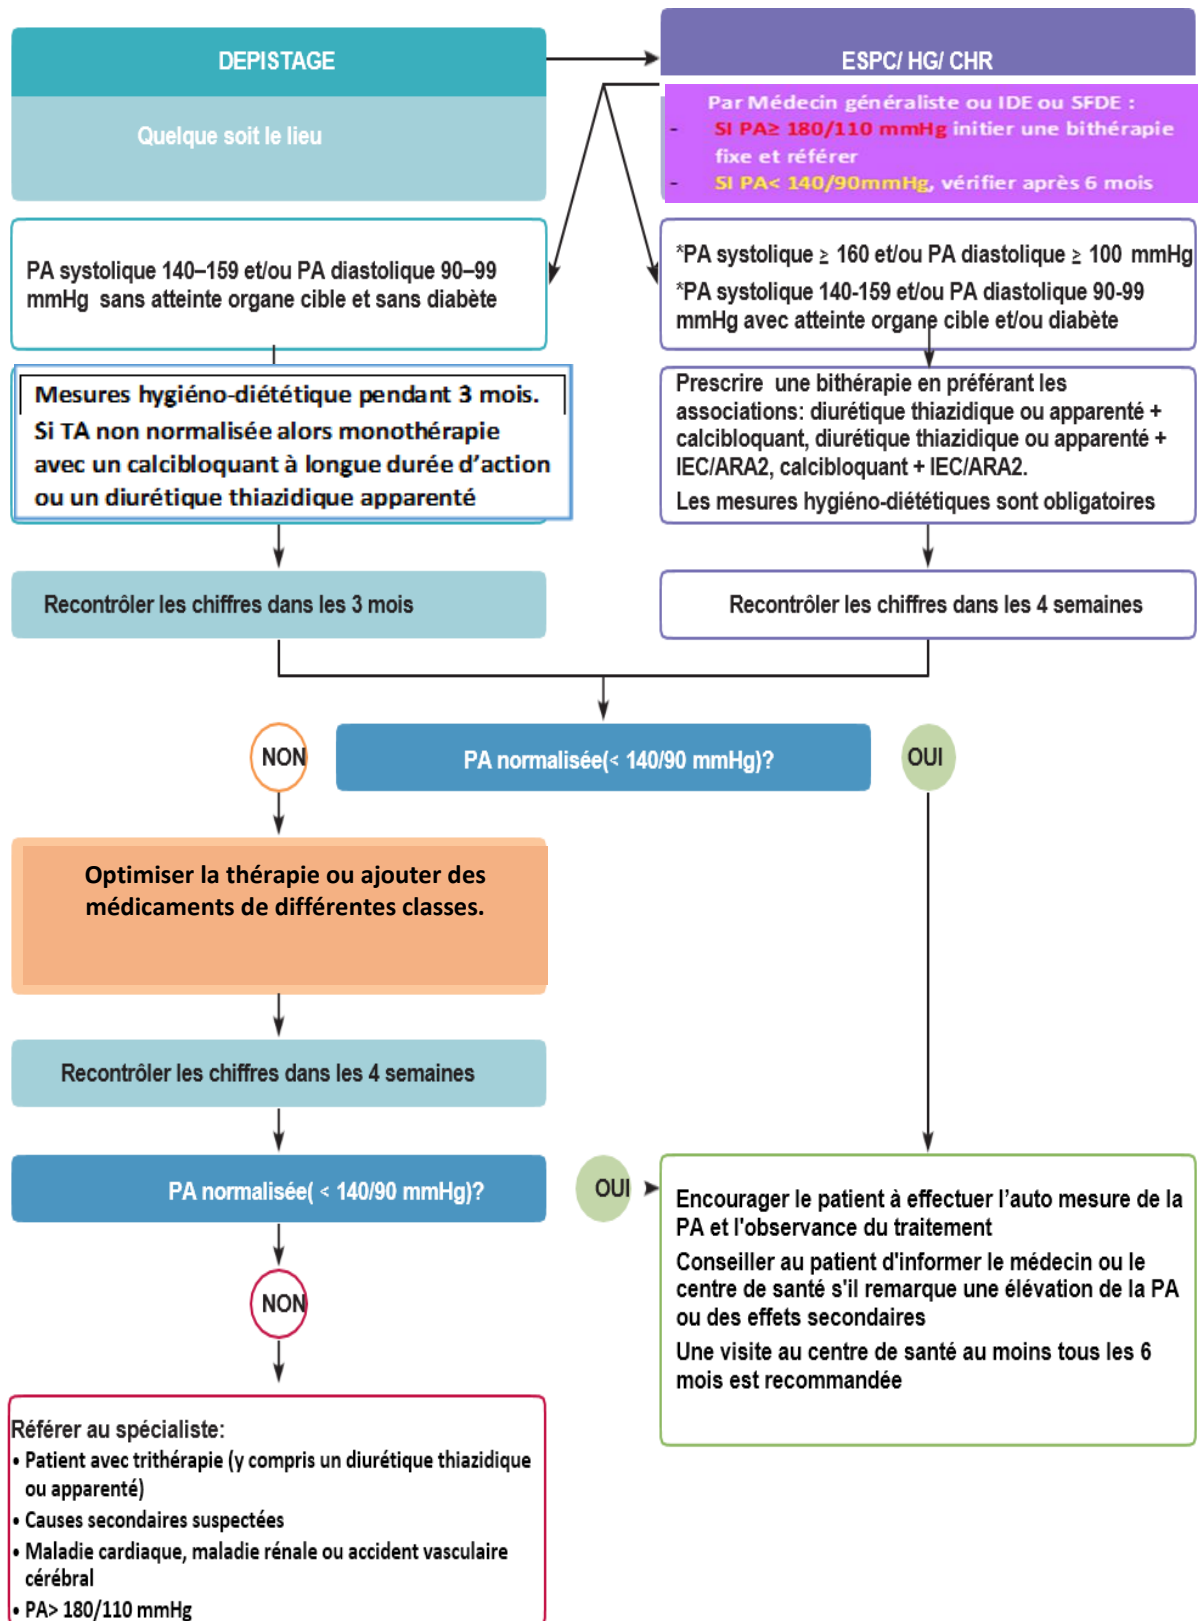 DEPISTAGE
Quelque soit le lieu
ESPC/ HG/ CHR
Par Médecin généraliste ou IDE ou SFDE :
- SI PA≥ 180/110 mmHg initier une bithérapie
fixe et référer
- SI PA< 140/90mmHg, vérifier après 6 mois
PA systolique 140–159 et/ou PA diastolique 90–99
mmHg sans atteinte organe cible et sans diabète
*PA systolique ≥ 160 et/ou PA diastolique ≥ 100 mmHg
*PA systolique 140-159 et/ou PA diastolique 90-99
mmHg avec atteinte organe cible et/ou diabète
Mesures hygiéno-diététique pendant 3 mois.
Si TA non normalisée alors monothérapie
avec un calcibloquant à longue durée d’action
ou un diurétique thiazidique apparenté
Prescrire une bithérapie en préférant les
associations: diurétique thiazidique ou apparenté +
calcibloquant, diurétique thiazidique ou apparenté +
IEC/ARA2, calcibloquant + IEC/ARA2.
Les mesures hygiéno-diététiques sont obligatoires
Recontrôler les chiffres dans les 3 mois
Recontrôler les chiffres dans les 4 semaines
NON
PA normalisée(< 140/90 mmHg)?
OUI
Optimiser la thérapie ou ajouter des
médicaments de différentes classes.
Recontrôler les chiffres dans les 4 semaines
PA normalisée( < 140/90 mmHg)?
OUI
Encourager le patient à effectuer l’auto mesure de la
PA et l'observance du traitement
Conseiller au patient d'informer le médecin ou le
centre de santé s'il remarque une élévation de la PA
ou des effets secondaires
Une visite au centre de santé au moins tous les 6
mois est recommandée
NON
Référer au spécialiste:
• Patient avec trithérapie (y compris un diurétique thiazidique
ou apparenté)
• Causes secondaires suspectées
• Maladie cardiaque, maladie rénale ou accident vasculaire
cérébral
• PA> 180/110 mmHg